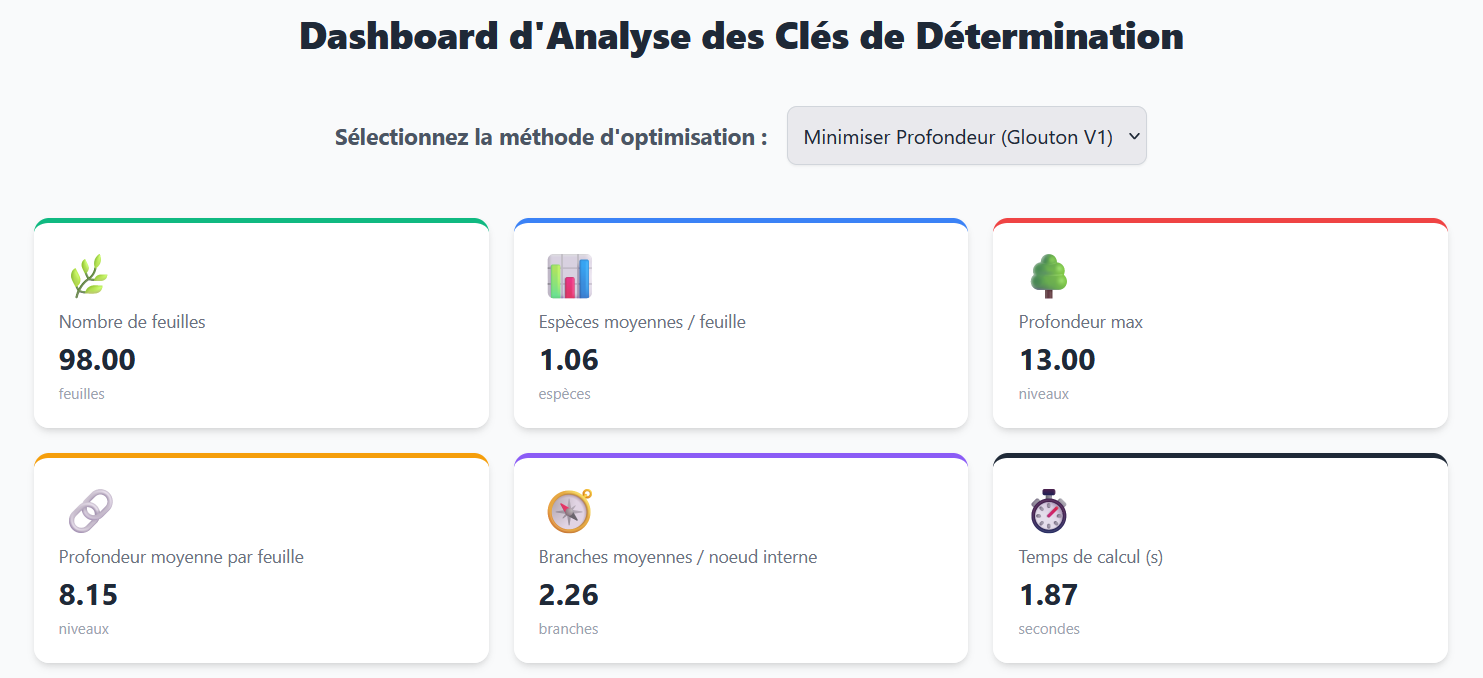 Dashboard d'Analyse des Clés de Détermination
Sélectionnez la méthode d'optimisation :
Minimiser Profondeur (Glouton V1)
Nombre de feuilles
98.00
feuilles
Espèces moyennes / feuille
1.06
espèces
Profondeur max
13.00
niveaux
Profondeur moyenne par feuille
8.15
niveaux
Branches moyennes / noeud interne
2.26
branches
Temps de calcul (s)
1.87
secondes